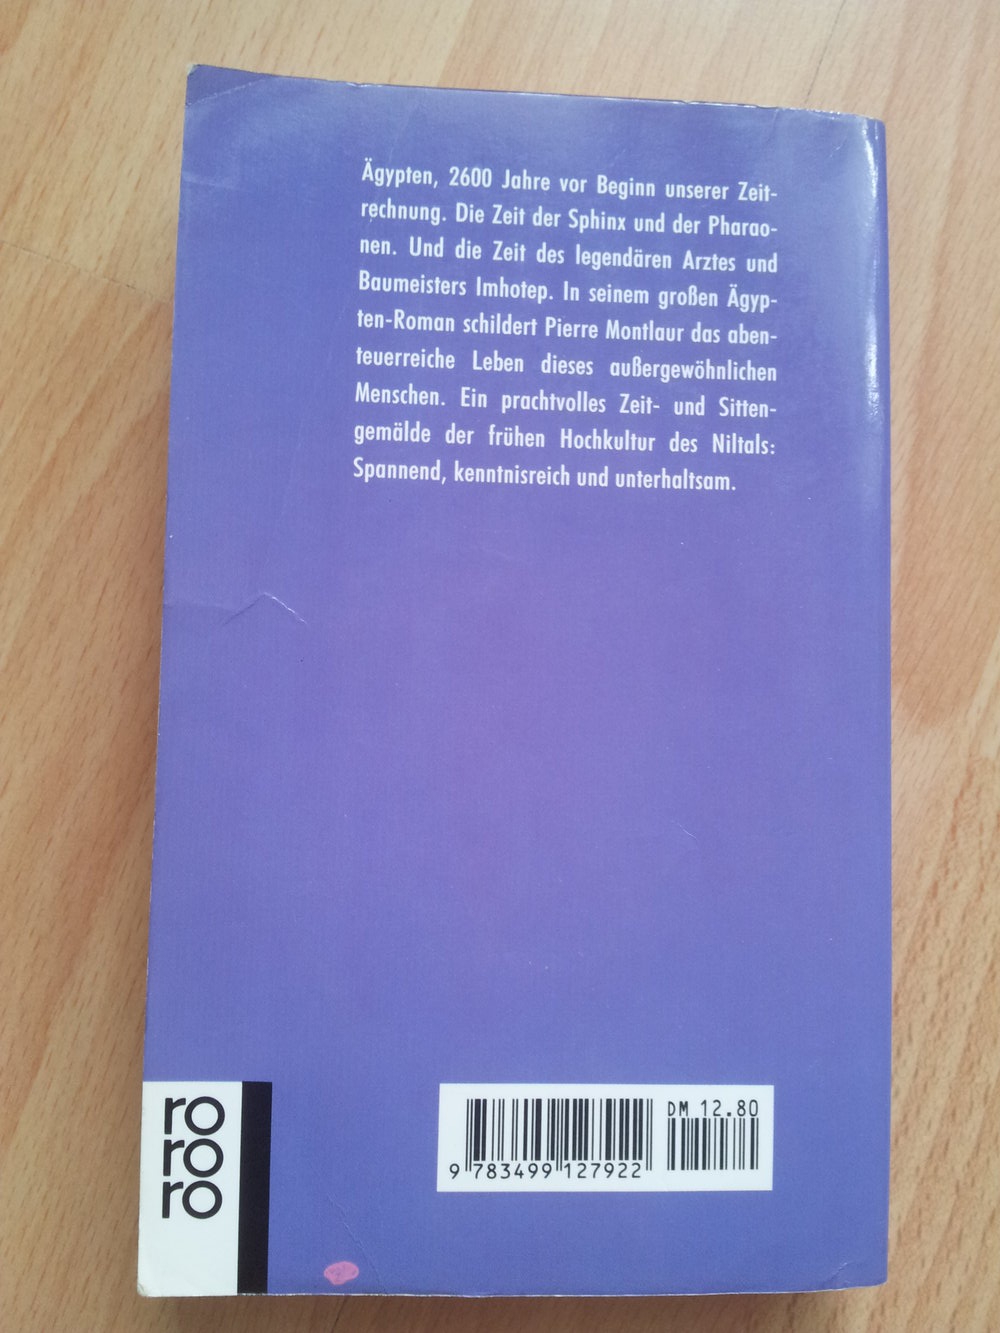 Ägypten, 2600 Jahre vor Beginn unserer Zeit-
rechnung. Die Zeit der Sphinx und der Pharao-
nen. Und die Zeit des legendären Arztes und
Baumeisters Imhotep. In seinem großen Ägyp-
ten-Roman schildert Pierre Montlaur das aben-
teuerreiche Leben dieses außergewöhnlichen
Menschen. Ein prachtvolles Zeit- und Sitten-
gemälde der frühen Hochkultur des Niltals:
Spannend, kenntnisreich und unterhaltsam.
ro
ro
ro
DM 12.80
9 783499 127922